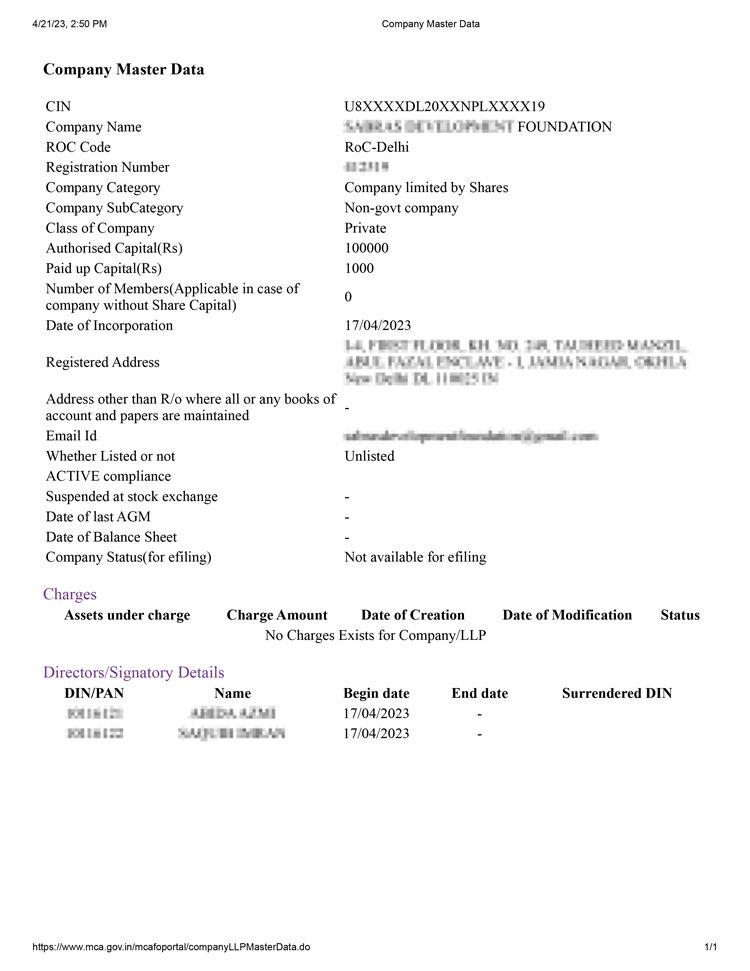 4/21/23, 2:50 PM Company Master Data
Company Master Data
CIN U8XXXXDL20XXNPLXXXX19
Company Name FOUNDATION
ROC Code RoC-Delhi
Registration Number
Company Category Company limited by Shares
Company SubCategory Non-govt company
Class of Company Private
Authorised Capital(Rs) 100000
Paid up Capital(Rs) 1000
Number of Members(Applicable in case of
company without Share Capital) 0
Date of Incorporation 17/04/2023
Registered Address
Address other than R/o where all or any books of
account and papers are maintained -
Email Id
Whether Listed or not Unlisted
ACTIVE compliance
Suspended at stock exchange -
Date of last AGM -
Date of Balance Sheet -
Company Status(for efiling) Not available for efiling
Charges
Assets under charge Charge Amount Date of Creation Date of Modification Status
No Charges Exists for Company/LLP
Directors/Signatory Details
DIN/PAN Name Begin date End date Surrendered DIN
17/04/2023 -
17/04/2023 -
https://www.mca.gov.in/mcafoportal/companyLLPMasterData.do 1/1